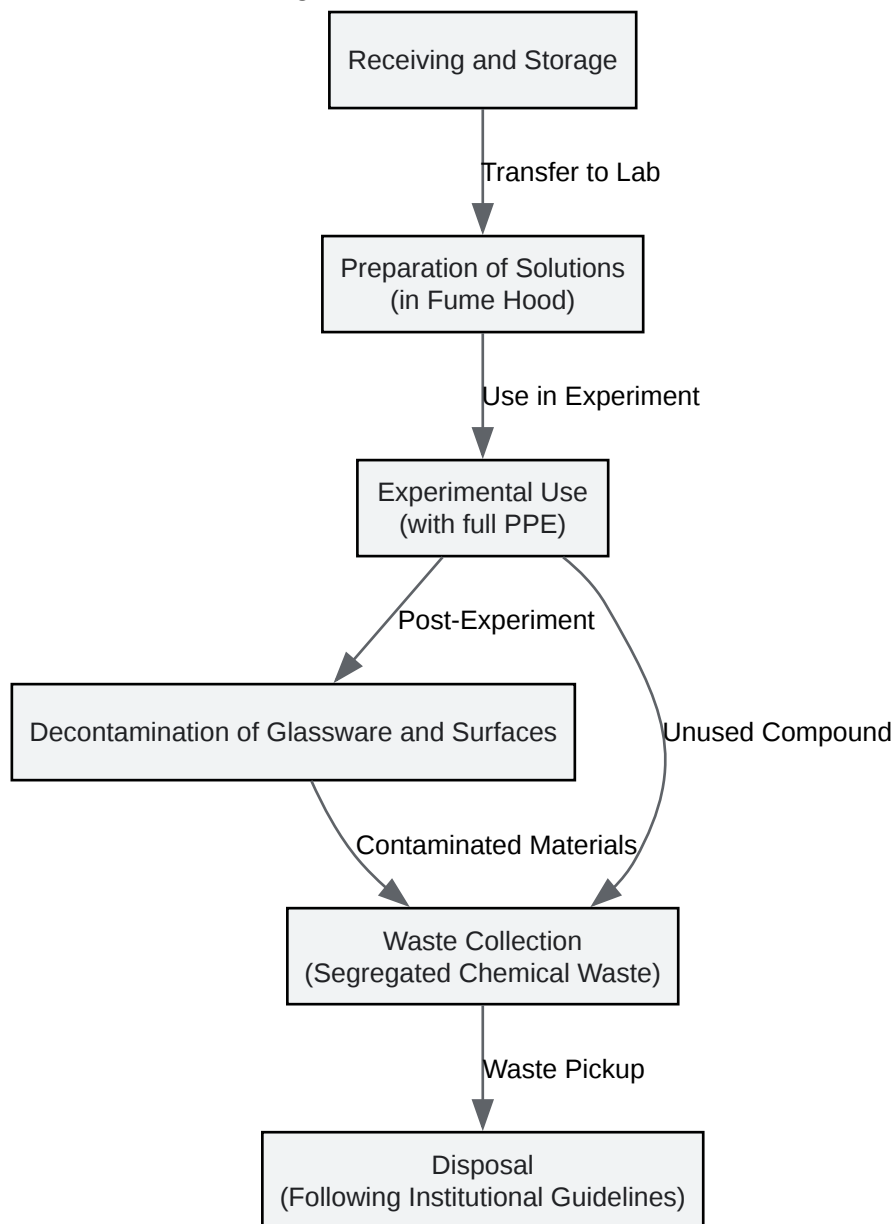 Receiving and Storage
Transfer to Lab
Preparation of Solutions
(in Fume Hood)
Use in Experiment
Experimental Use
(with full PPE)
Post-Experiment
Decontamination of Glassware and Surfaces
Unused Compound
Contaminated Materials
Waste Collection
(Segregated Chemical Waste)
Waste Pickup
Disposal
(Following Institutional Guidelines)